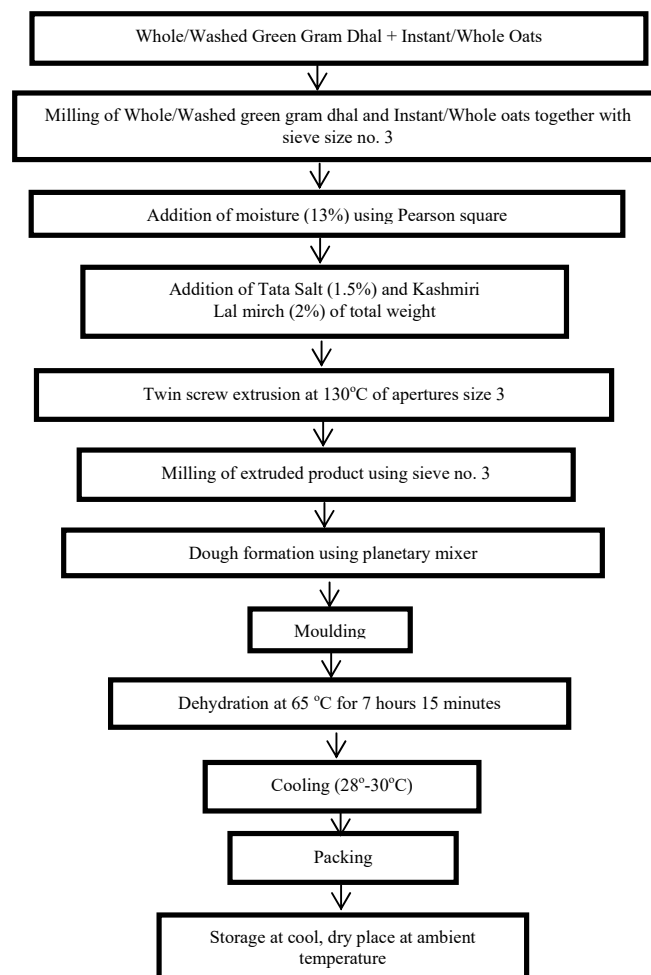 Whole/Washed Green Gram Dhal + Instant/Whole Oats
Milling of Whole/Washed green gram dhal and Instant/Whole oats together with
sieve size no. 3
Addition of moisture (13%) using Pearson square
Addition of Tata Salt (1.5%) and Kashmiri
Lal mirch (2%) of total weight
Twin screw extrusion at 130°C of apertures size 3
Milling of extruded product using sieve no. 3
Dough formation using planetary mixer
Moulding
Dehydration at 65 °C for 7 hours 15 minutes
Cooling (28°-30°C)
Packing
Storage at cool, dry place at ambient
temperature